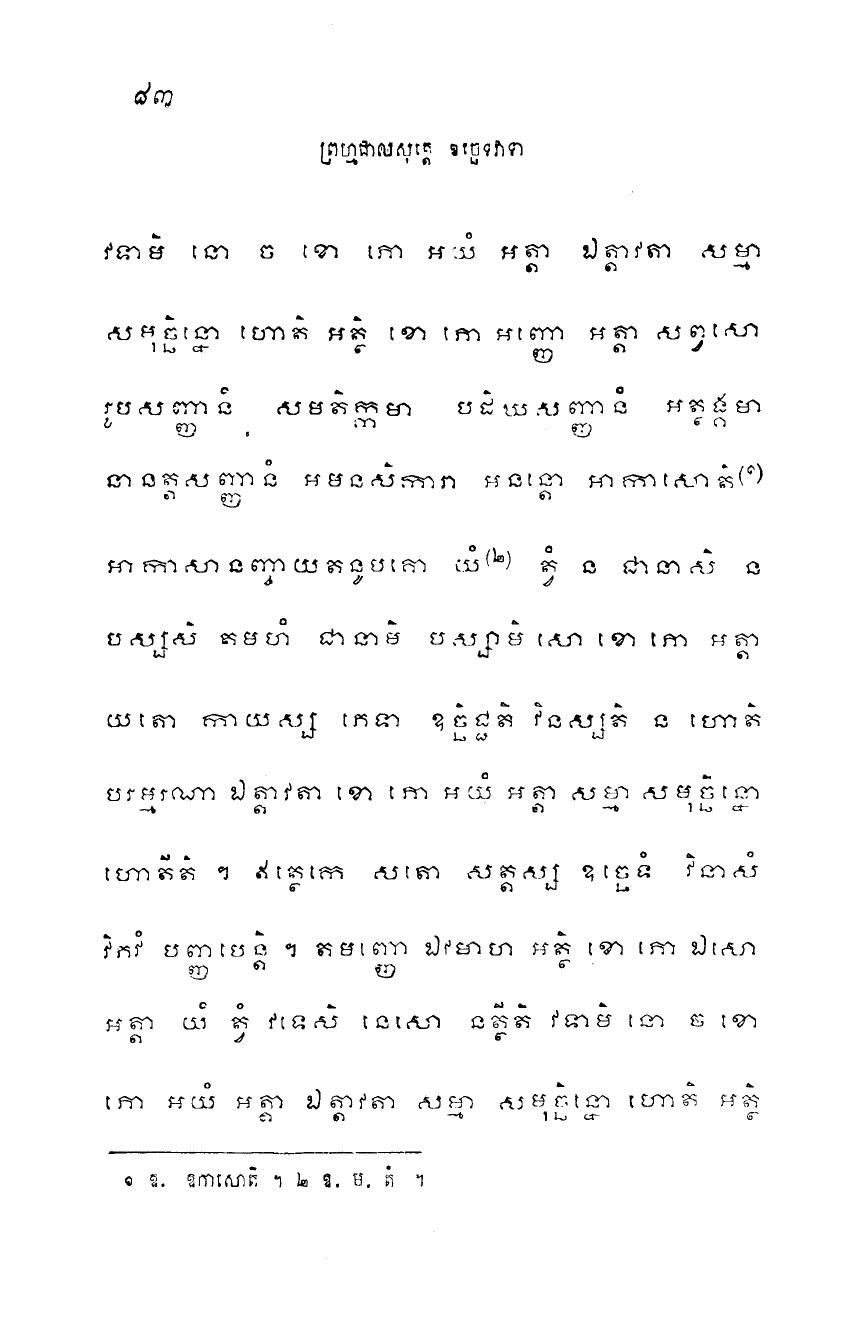 ៨៣
ព្រហ្មជាលសុត្តេ ឧច្ឆេទវាទា
វទាមិ នោ ច ខោ ភោ អយំ អត្តា ឯត្តាវតា សម្មា
សមុច្ឆិន្នោ ហោតិ អត្ថិ ខោ ភោ អញ្ញោ អត្តា សព្វសោ
រូបសញ្ញានំ សមតិក្កមា បដិឃសញ្ញានំ អត្ថង្គមា
នានត្តសញ្ញានំ អមនសិការា អនន្តោ អាកាសោតិ(១)
អាកាសានញ្ចាយតនូបគោ យំ(២) ត្វំ ន ជានាសិ ន
បស្សសិ តមហំ ជានាមិ បស្សាមិ សោ ខោ ភោ អត្តា
យតោ កាយស្ស ភេទា ឧច្ឆិជ្ជតិ វិនស្សតិ ន ហោតិ
បរម្មរណា ឯត្តាវតា ខោ ភោ អយំ អត្តា សម្មា សមុច្ឆិន្នោ
ហោតីតិ ។ ឥត្ថេកេ សតោ សត្តស្ស ឧច្ឆេទំ វិនាសំ
វិភវំ បញ្ញបេន្តិ ។ តមញ្ញោ ឯវមាហ អត្ថិ ខោ ភោ ឯសោ
អត្តា យំ ត្វំ វទេសិ នេសោ នត្ថីតិ វទាមិ នោ ច ខោ
ភោ អយំ អត្តា ឯត្តាវតា សម្មា សមុច្ឆិន្នោ ហោតិ អត្ថិ
១ ឱ. ឱកាសោតិ ។ ២ ឱ. ម. តំ ។